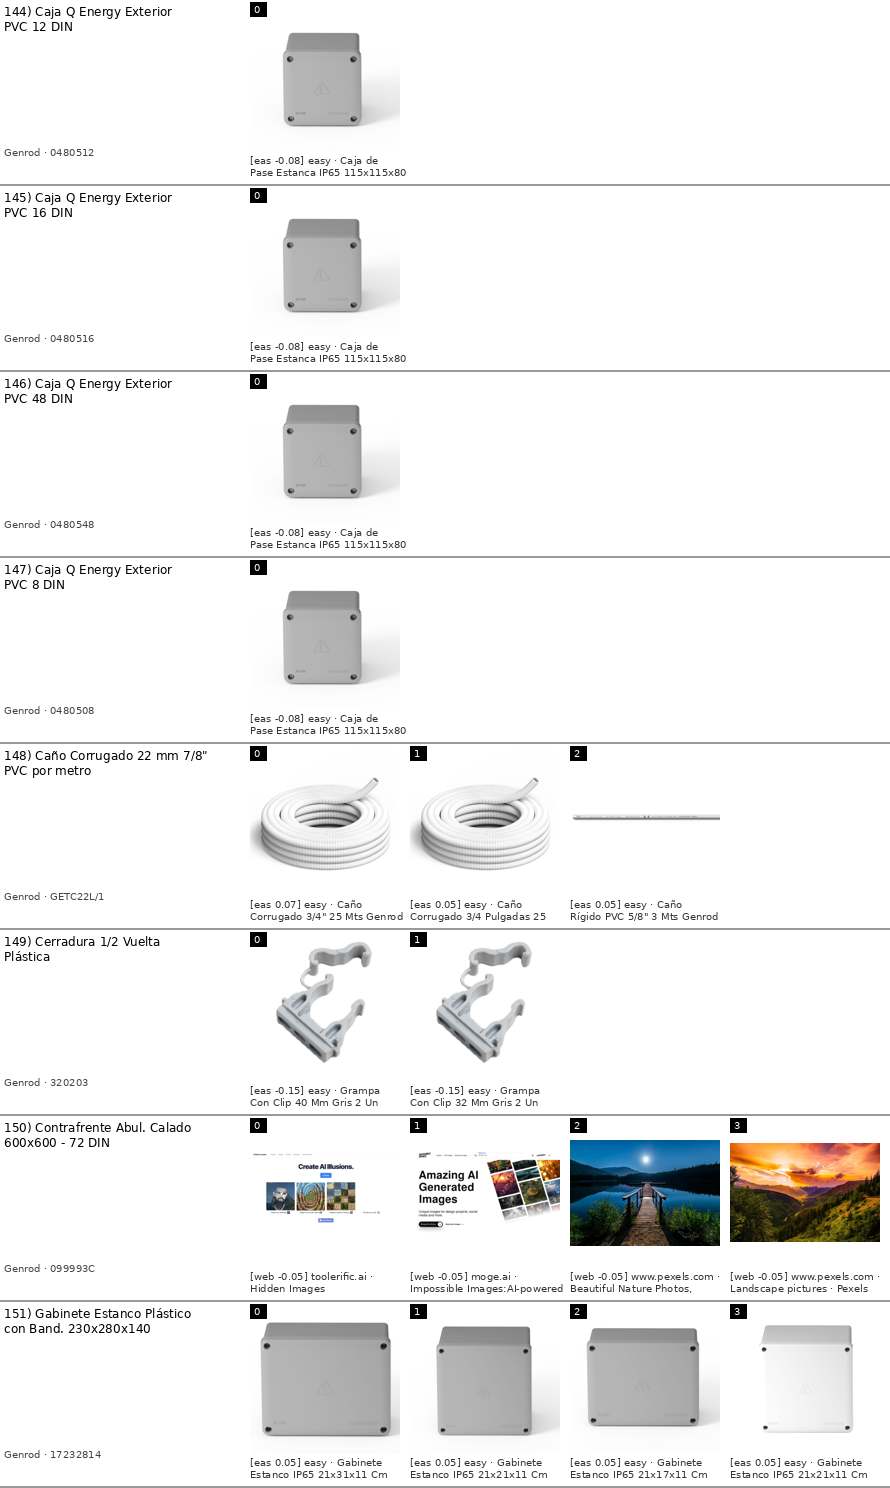 144) Caja Q Energy Exterior
PVC 12 DIN
Genrod · 0480512
0
[eas -0.08] easy · Caja de
Pase Estanca IP65 115x115x80
145) Caja Q Energy Exterior
PVC 16 DIN
Genrod · 0480516
0
[eas -0.08] easy · Caja de
Pase Estanca IP65 115x115x80
146) Caja Q Energy Exterior
PVC 48 DIN
Genrod · 0480548
0
[eas -0.08] easy · Caja de
Pase Estanca IP65 115x115x80
147) Caja Q Energy Exterior
PVC 8 DIN
Genrod · 0480508
0
[eas -0.08] easy · Caja de
Pase Estanca IP65 115x115x80
148) Caño Corrugado 22 mm 7/8"
PVC por metro
Genrod · GETC22L/1
0
[eas 0.07] easy · Caño
Corrugado 3/4" 25 Mts Genrod
1
[eas 0.05] easy · Caño
Corrugado 3/4 Pulgadas 25
2
[eas 0.05] easy · Caño
Rígido PVC 5/8" 3 Mts Genrod
149) Cerradura 1/2 Vuelta
Plástica
Genrod · 320203
0
[eas -0.15] easy · Grampa
Con Clip 40 Mm Gris 2 Un
1
[eas -0.15] easy · Grampa
Con Clip 32 Mm Gris 2 Un
150) Contrafrente Abul. Calado
600x600 - 72 DIN
Genrod · 099993C
0
Create AI Illusions.
[web -0.05] toolerific.ai ·
Hidden Images
1
Amazing AI
Generated
Images
[web -0.05] moge.ai ·
Impossible Images:AI-powered
2
[web -0.05] www.pexels.com ·
Beautiful Nature Photos,
3
[web -0.05] www.pexels.com ·
Landscape pictures · Pexels
151) Gabinete Estanco Plástico
con Band. 230x280x140
Genrod · 17232814
0
[eas 0.05] easy · Gabinete
Estanco IP65 21x31x11 Cm
1
[eas 0.05] easy · Gabinete
Estanco IP65 21x21x11 Cm
2
[eas 0.05] easy · Gabinete
Estanco IP65 21x17x11 Cm
3
[eas 0.05] easy · Gabinete
Estanco IP65 21x21x11 Cm